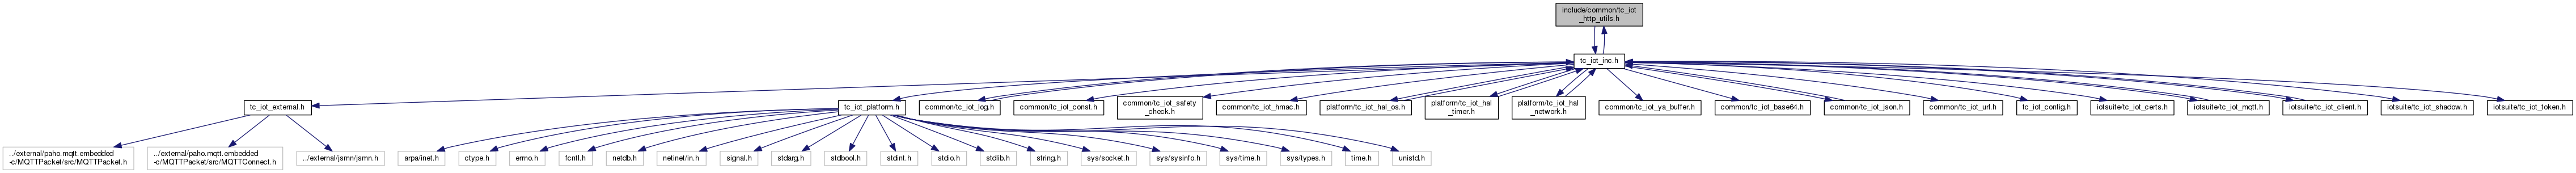 include/common/tc_iot
_http_utils.h
tc_iot_inc.h
tc_iot_external.h
tc_iot_platform.h
common/tc_iot_log.h
common/tc_iot_const.h
common/tc_iot_safety
_check.h
common/tc_iot_hmac.h
platform/tc_iot_hal_os.h
platform/tc_iot_hal
_timer.h
platform/tc_iot_hal
_network.h
common/tc_iot_ya_buffer.h
common/tc_iot_base64.h
common/tc_iot_json.h
common/tc_iot_url.h
tc_iot_config.h
iotsuite/tc_iot_certs.h
iotsuite/tc_iot_mqtt.h
iotsuite/tc_iot_client.h
iotsuite/tc_iot_shadow.h
iotsuite/tc_iot_token.h
../external/paho.mqtt.embedded
-c/MQTTPacket/src/MQTTPacket.h
../external/paho.mqtt.embedded
-c/MQTTPacket/src/MQTTConnect.h
../external/jsmn/jsmn.h
arpa/inet.h
ctype.h
errno.h
fcntl.h
netdb.h
netinet/in.h
signal.h
stdarg.h
stdbool.h
stdint.h
stdio.h
stdlib.h
string.h
sys/socket.h
sys/sysinfo.h
sys/time.h
sys/types.h
time.h
unistd.h